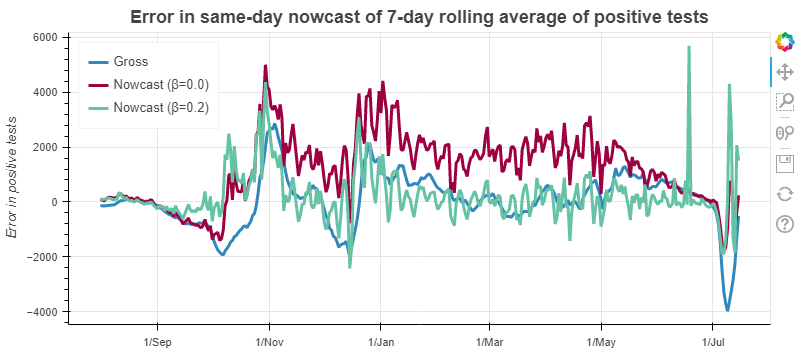 Error in same-day nowcast of 7-day rolling average of positive tests
Gross
Nowcast (β=0.0)
Nowcast (β=0.2)
Error in positive tests
6000
4000
2000
0
−2000
−4000
1/Sep
1/Nov
1/Jan
1/Mar
1/May
1/Jul